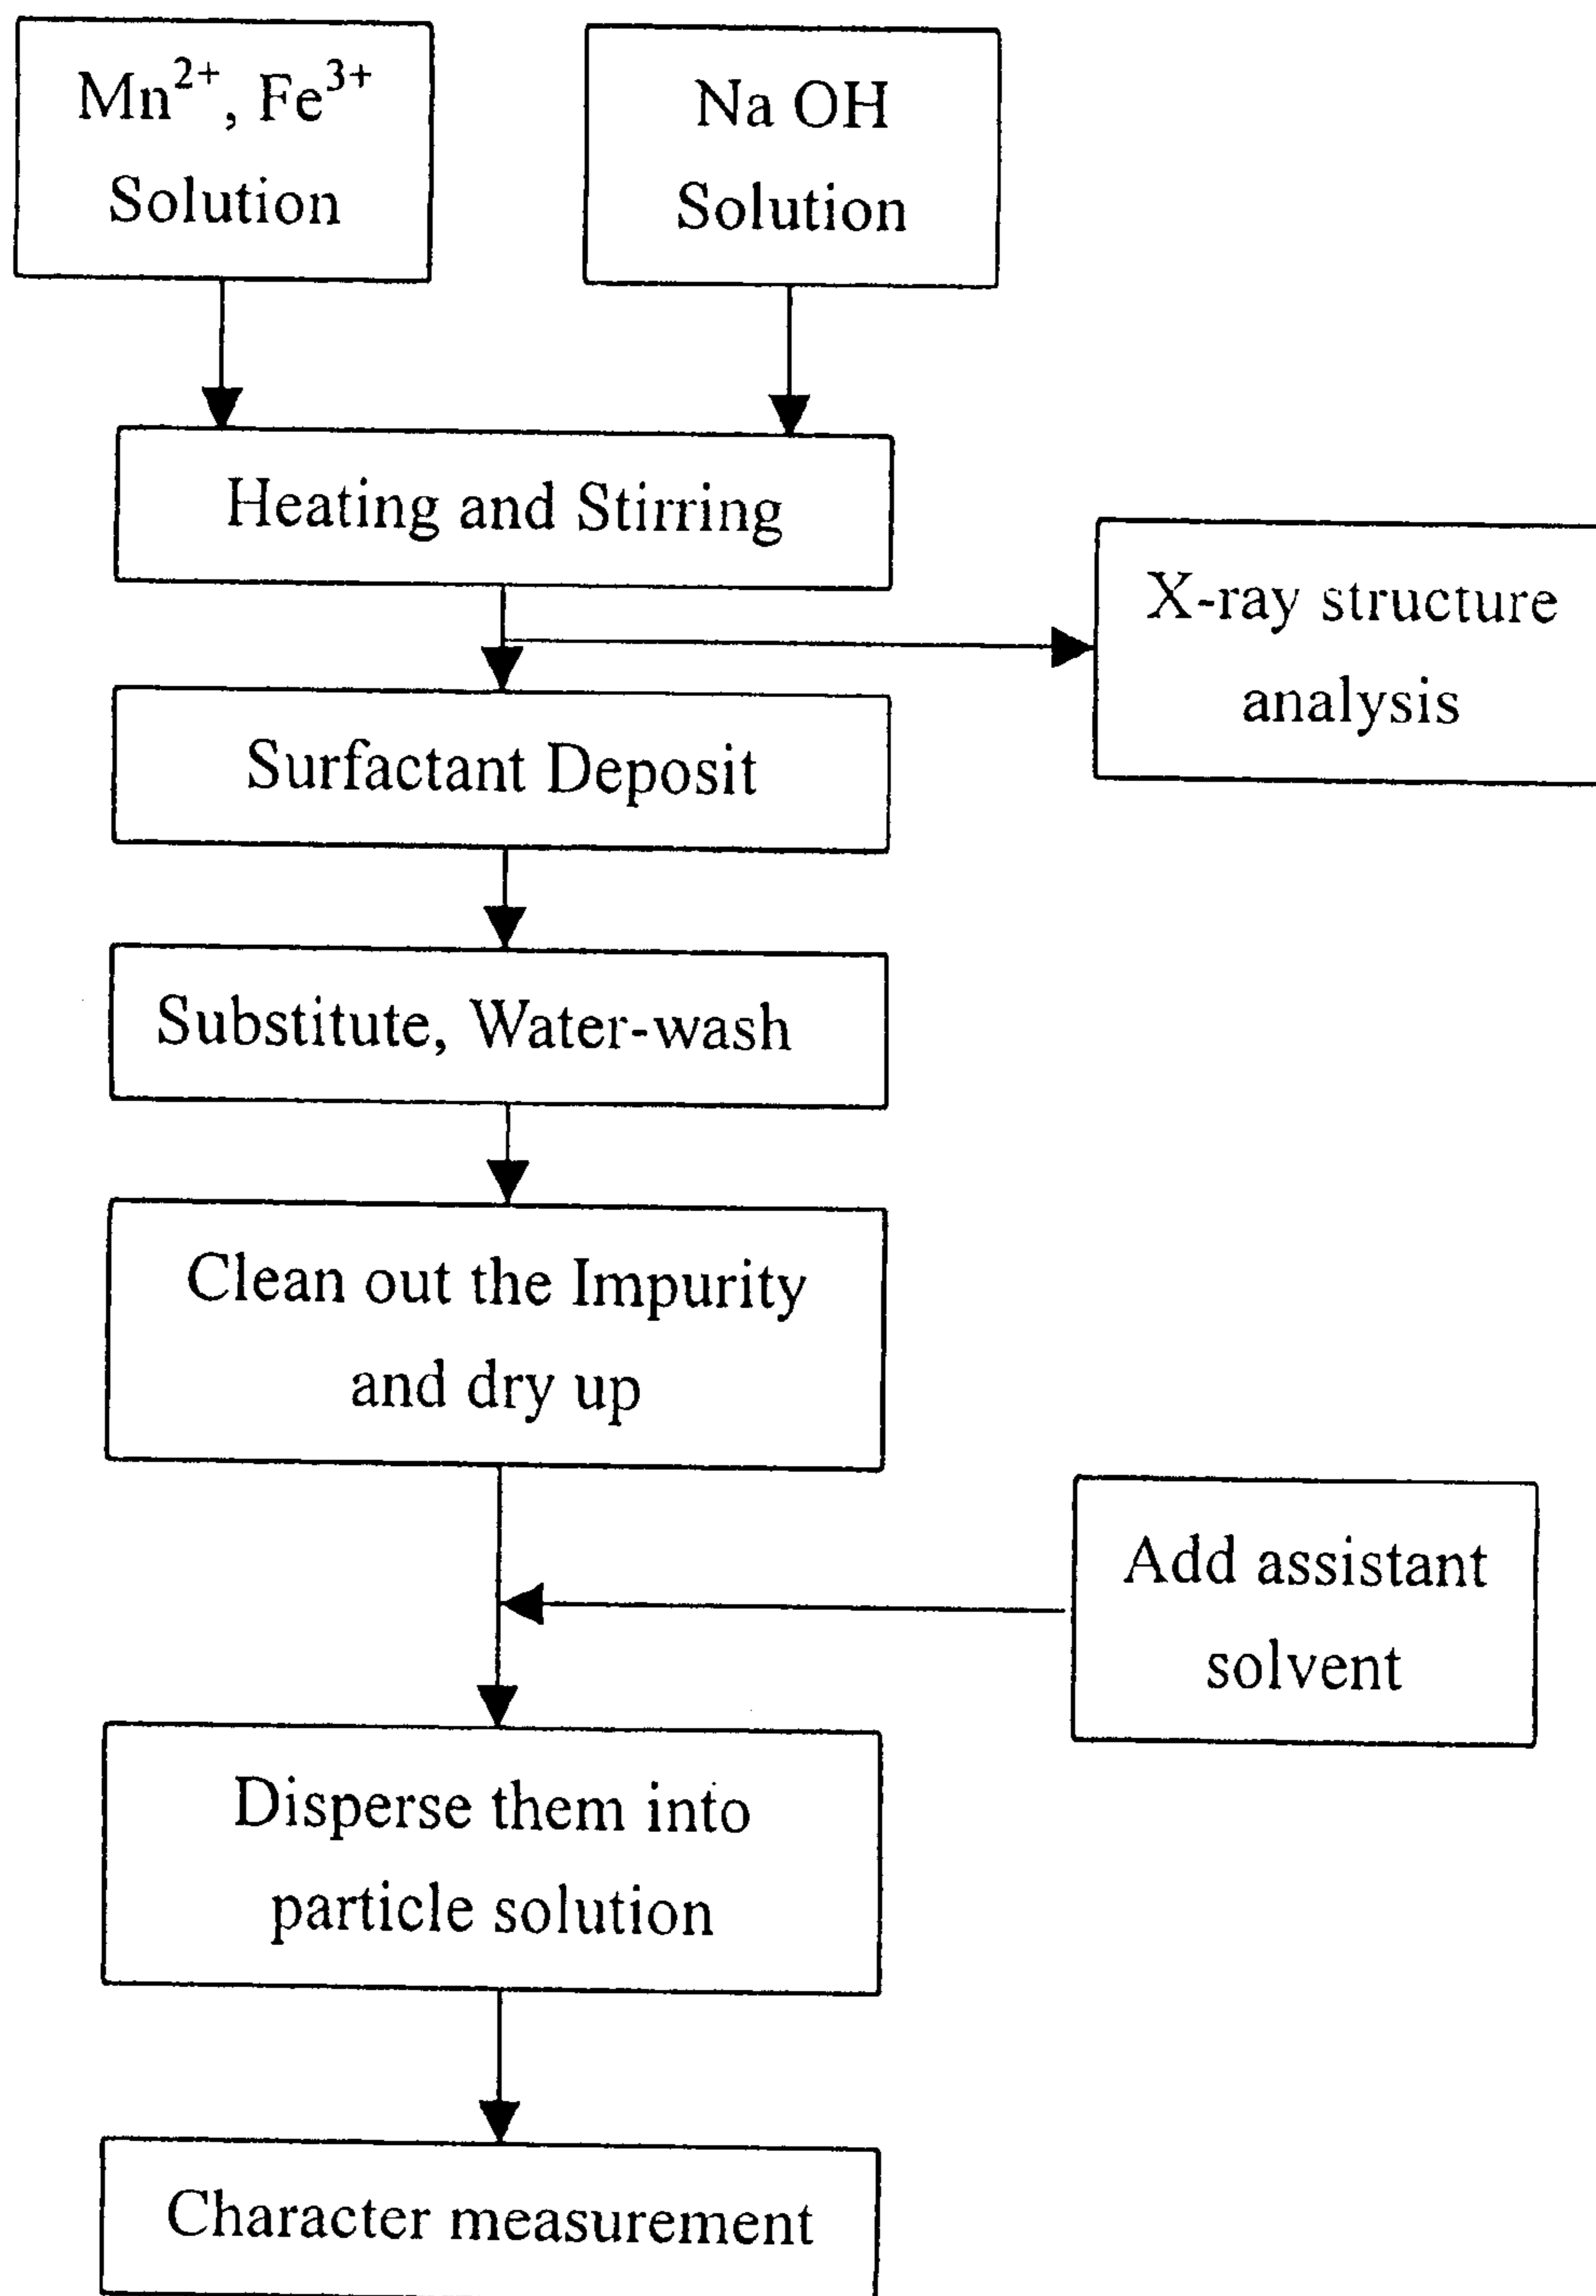 Mn²⁺, Fe³⁺
Solution
Na OH
Solution
Heating and Stirring
X-ray structure
analysis
Surfactant Deposit
Substitute, Water-wash
Clean out the Impurity
and dry up
Add assistant
solvent
Disperse them into
particle solution
Character measurement